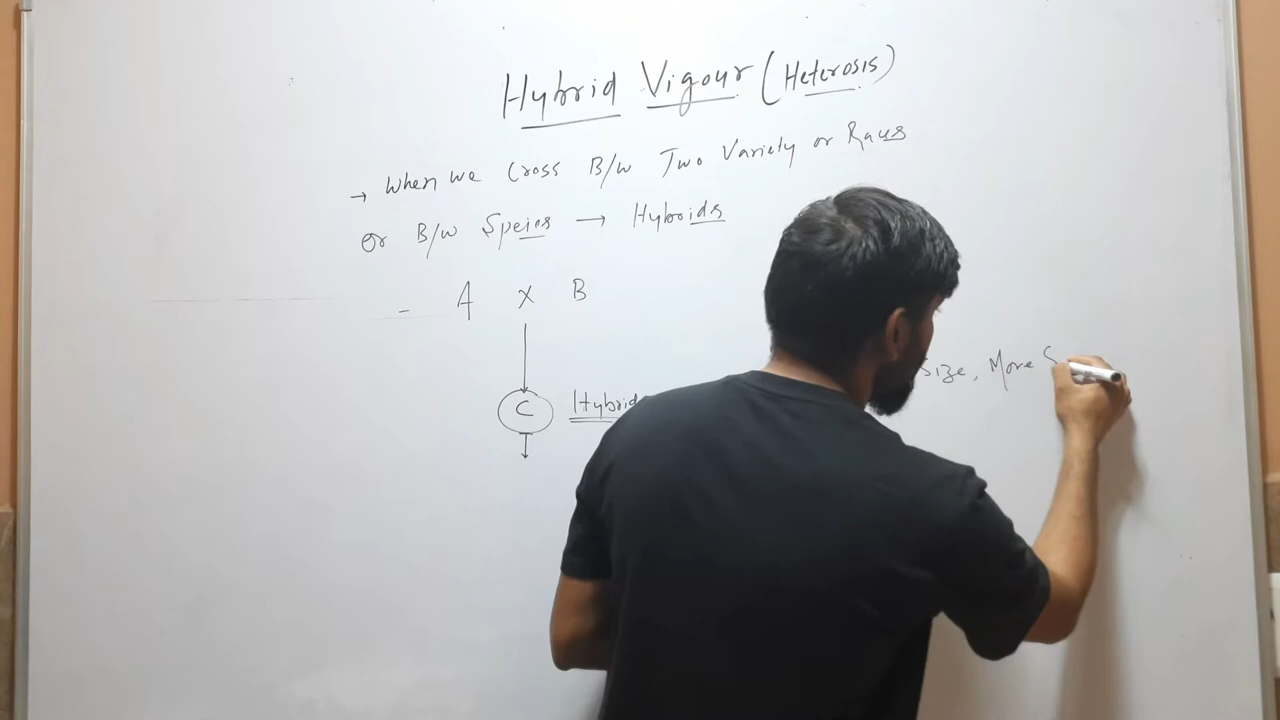 Hybrid Vigour (Heterosis)
→ When we Cross B/w Two Variety or Races
or B/w Speies → Hybrids
- A X B
C Hybrid
Size, More